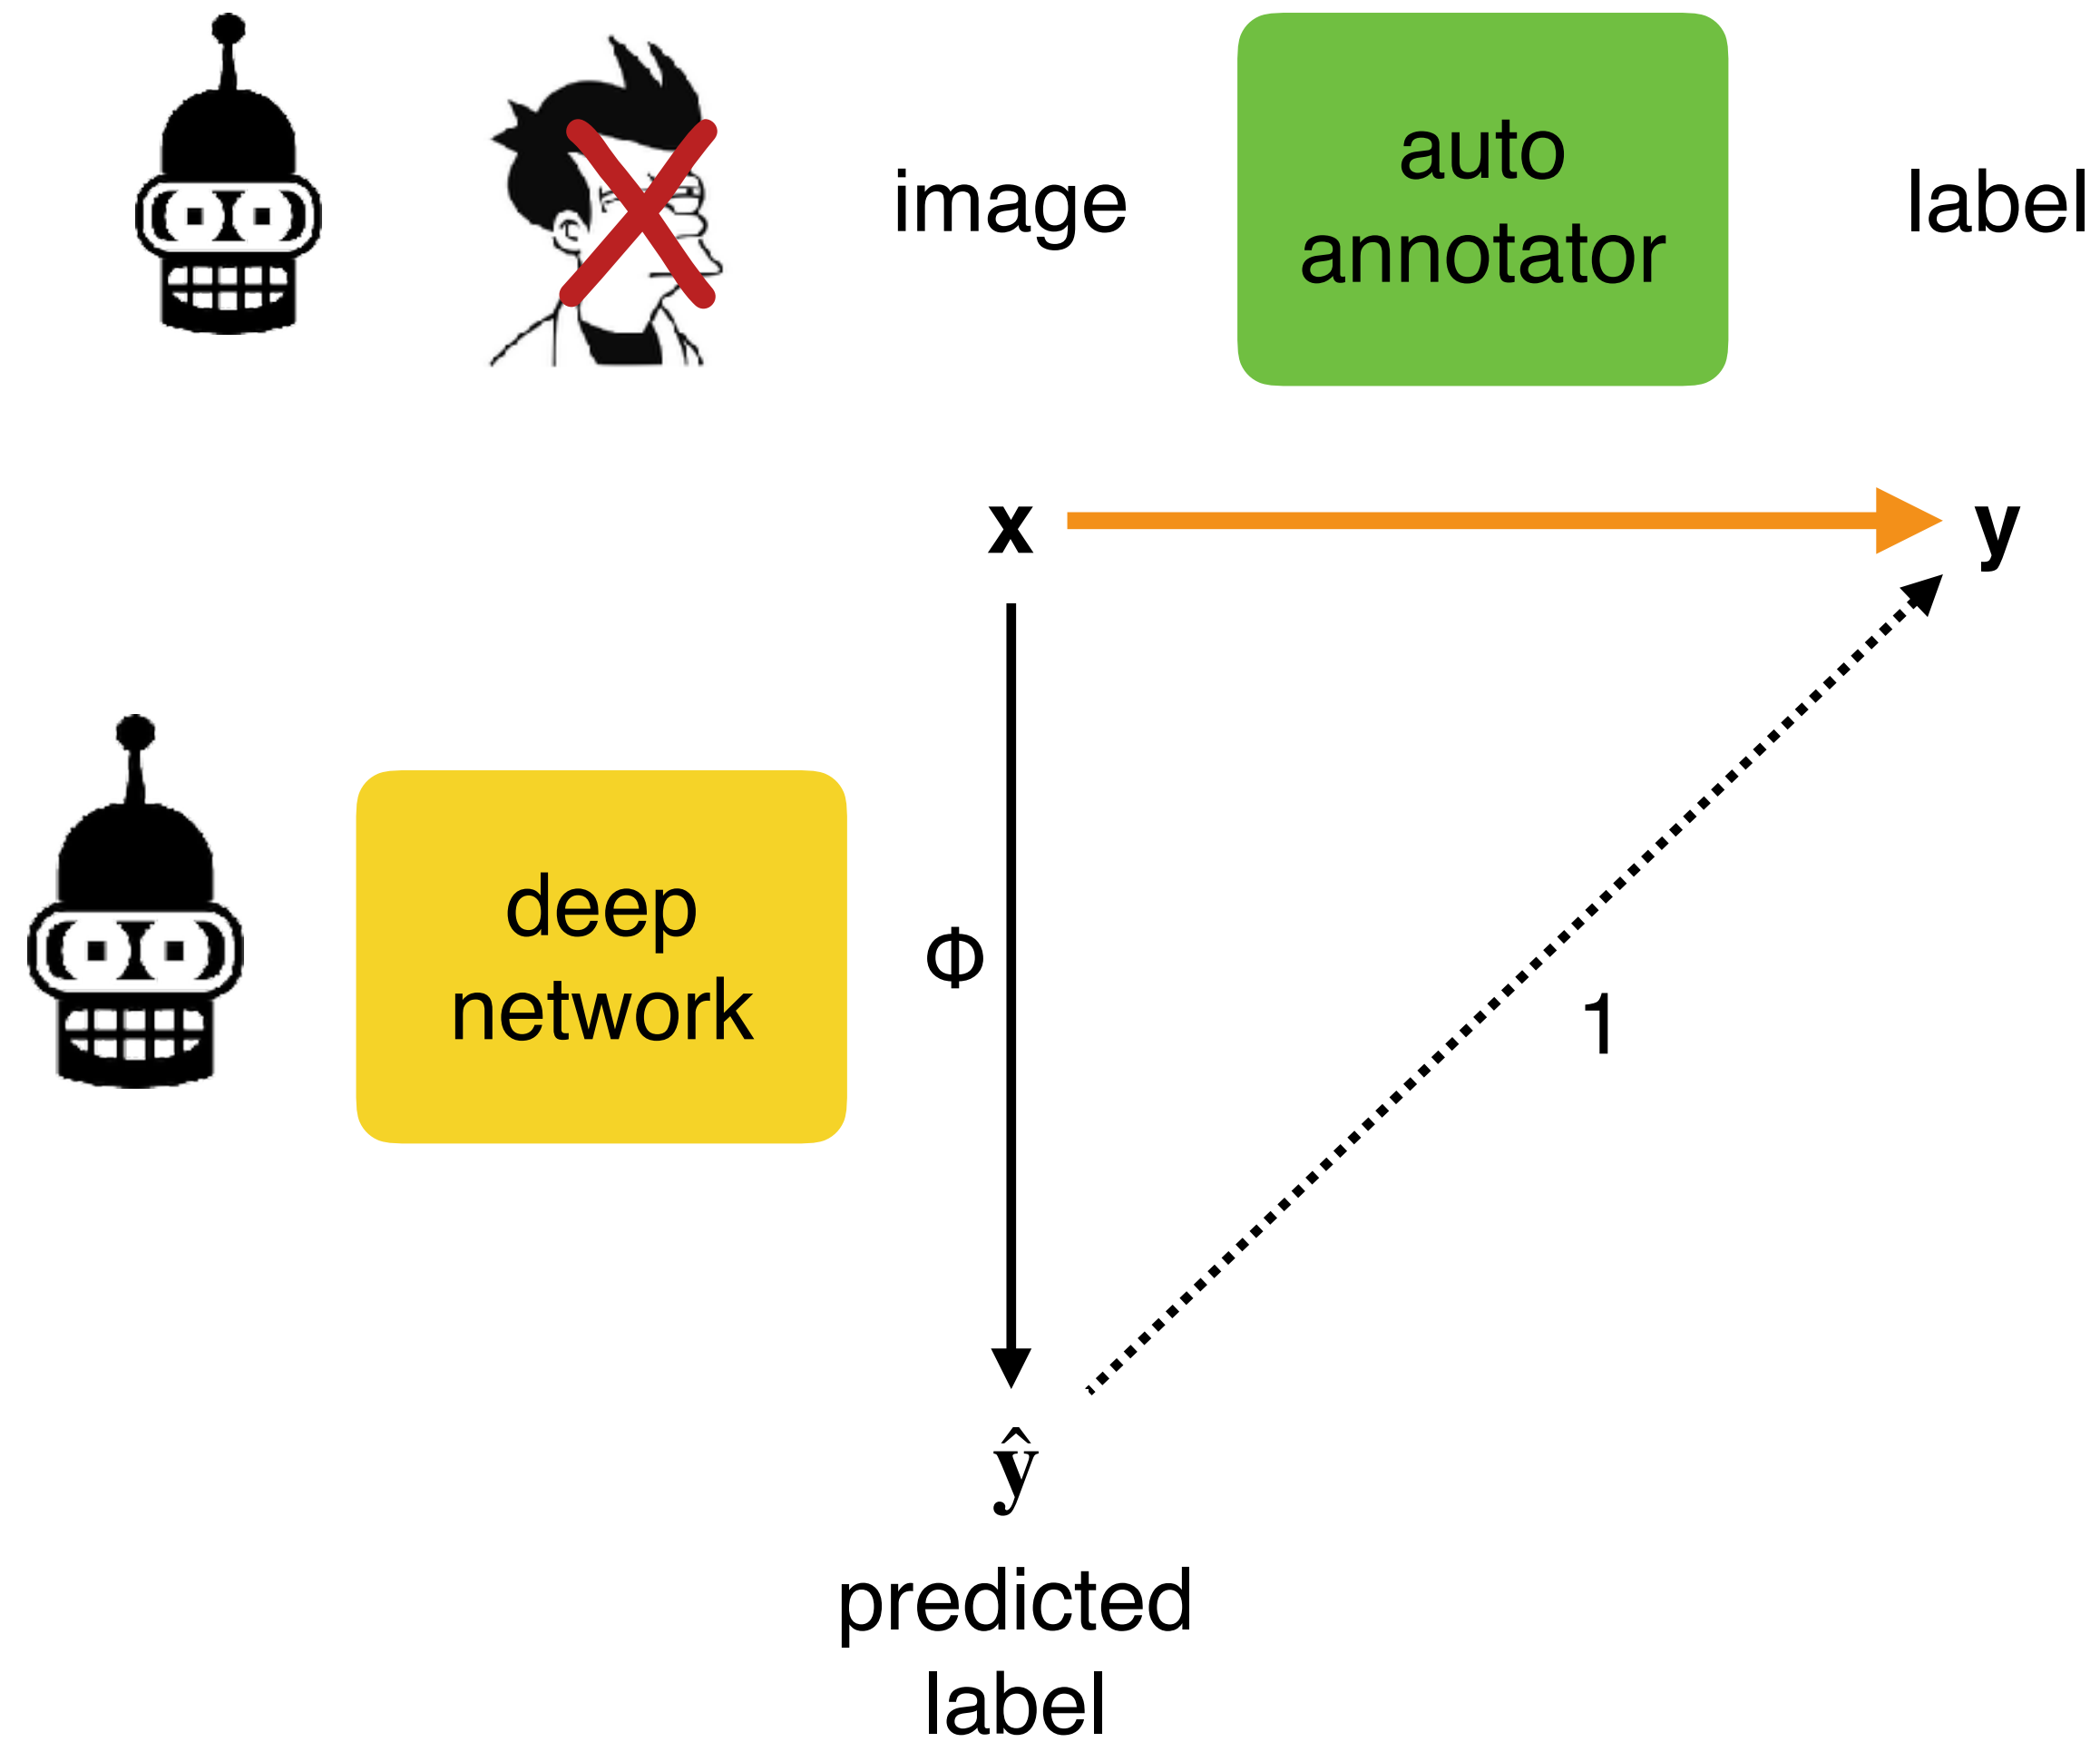 auto
image
label
annotator
x
y
deep
network
Φ
1
ŷ
predicted
label